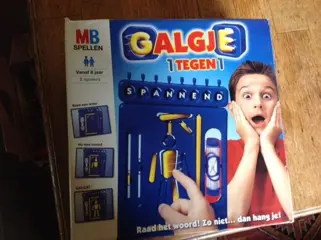 MB
SPELLEN
Vanaf 8 jaar
2 spelers
GALGJE
1 TEGEN 1
SPANNEND
Raad het woord! Zo niet... dan hang je!